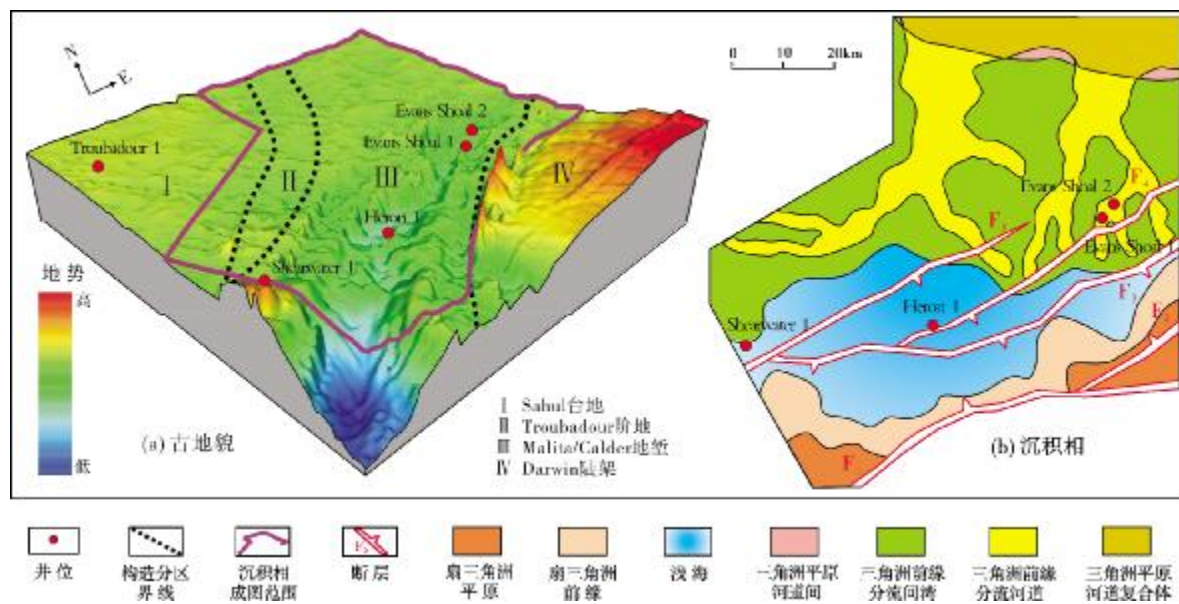 N
E
0 10 20km
Evans Shoal 2
Evans Shoal 1
Troubadour 1
I
II
III
IV
Heron 1
Shearwater 1
地势
高
低
(a) 古地貌
I Sahul台地
II Troubadour阶地
III Malita/Calder地堑
IV Darwin陆架
Evans Shoal 2
Evans Shoal 1
Heron 1
Shearwater 1
F
(b) 沉积相
井位
构造分区
界线
沉积相
成图范围
断层
扇三角洲
平原
扇三角洲
前缘
浅海
三角洲平原
河道间
三角洲前缘
分流间湾
三角洲前缘
分流河道
三角洲平原
河道复合体